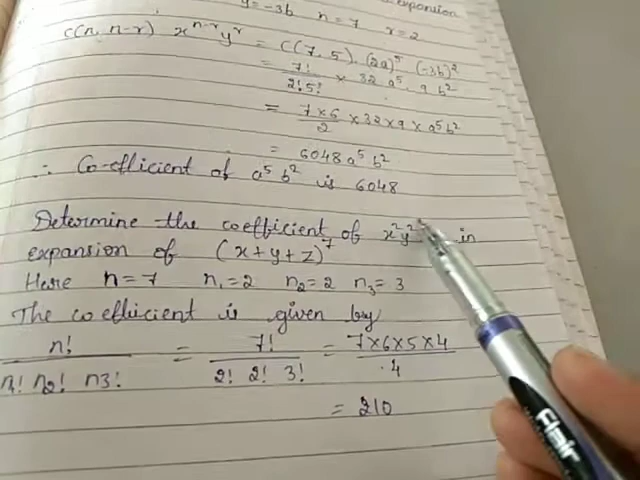 expansion
y = -3b n = 7 r = 2
C(n, n-r) x^{n-r} y^r = C(7, 5) . (2a)^5 (-3b)^2
= 7!/2!5! × 32 a^5 . 9 b^2
= 7×6/2 × 32 × 9 × a^5 b^2
= 6048 a^5 b^2
∴ Co-efficient of a^5 b^2 is 6048
Determine the coefficient of x^2 y^2 in
expansion of (x+y+z)^7
Here n = 7 n₁ = 2 n₂ = 2 n₃ = 3
The coefficient is given by
n!/n₁! n₂! n3! = 7!/2! 2! 3! = 7×6×5×4/4
= 210
Flair